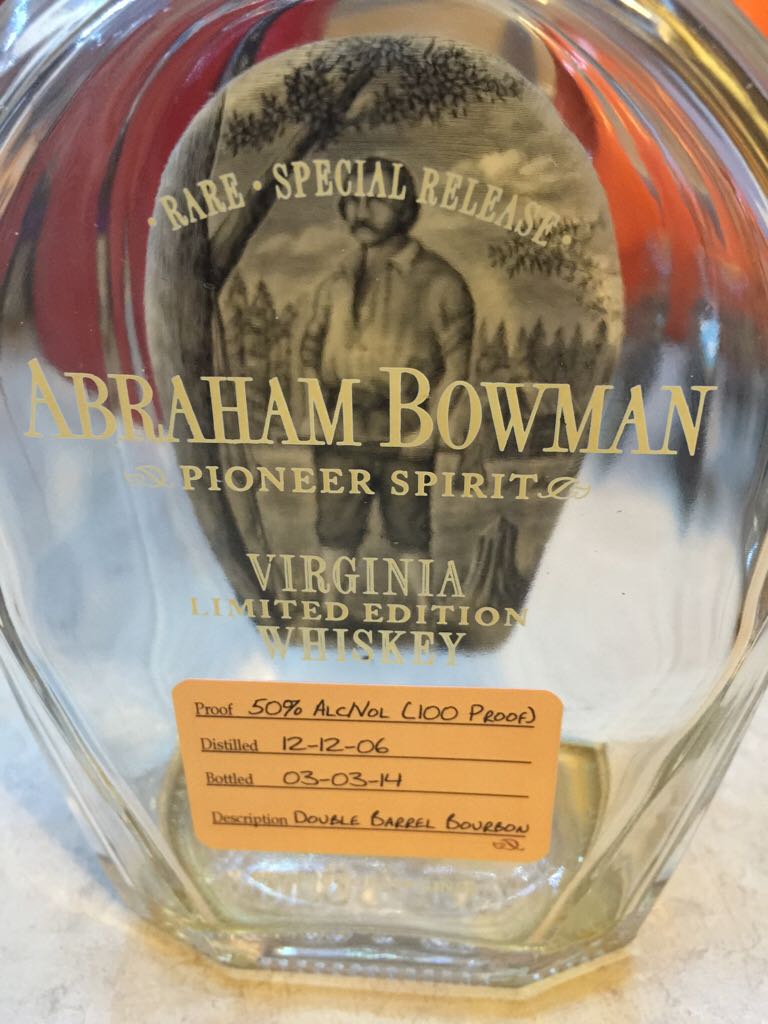 · RARE · SPECIAL RELEASE ·
ABRAHAM BOWMAN
PIONEER SPIRIT
VIRGINIA
LIMITED EDITION
WHISKEY
Proof 50% ALC/VOL (100 PROOF)
Distilled 12-12-06
Bottled 03-03-14
Description DOUBLE BARREL BOURBON